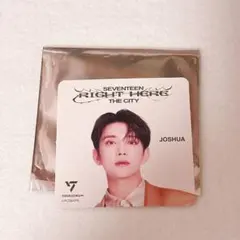 SEVENTEEN
RIGHT HERE
THE CITY
JOSHUA